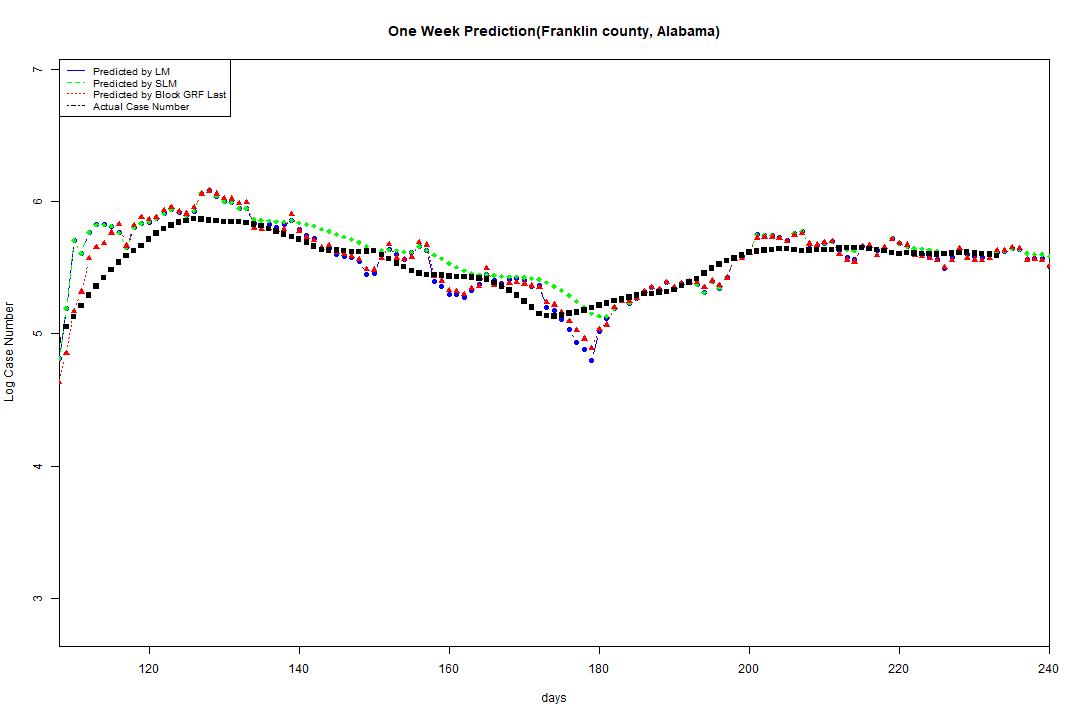 One Week Prediction(Franklin county, Alabama)
Predicted by LM
Predicted by SLM
Predicted by Block GRF Last
Actual Case Number
7
6
5
4
3
Log Case Number
120 140 160 180 200 220 240
days